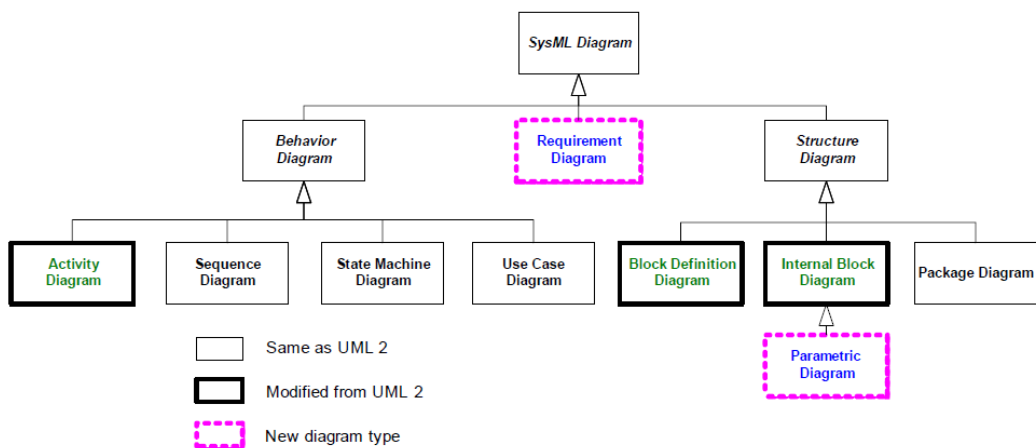 SysML Diagram
Behavior
Diagram
Requirement
Diagram
Structure
Diagram
Activity
Diagram
Sequence
Diagram
State Machine
Diagram
Use Case
Diagram
Block Definition
Diagram
Internal Block
Diagram
Package Diagram
Parametric
Diagram
Same as UML 2
Modified from UML 2
New diagram type